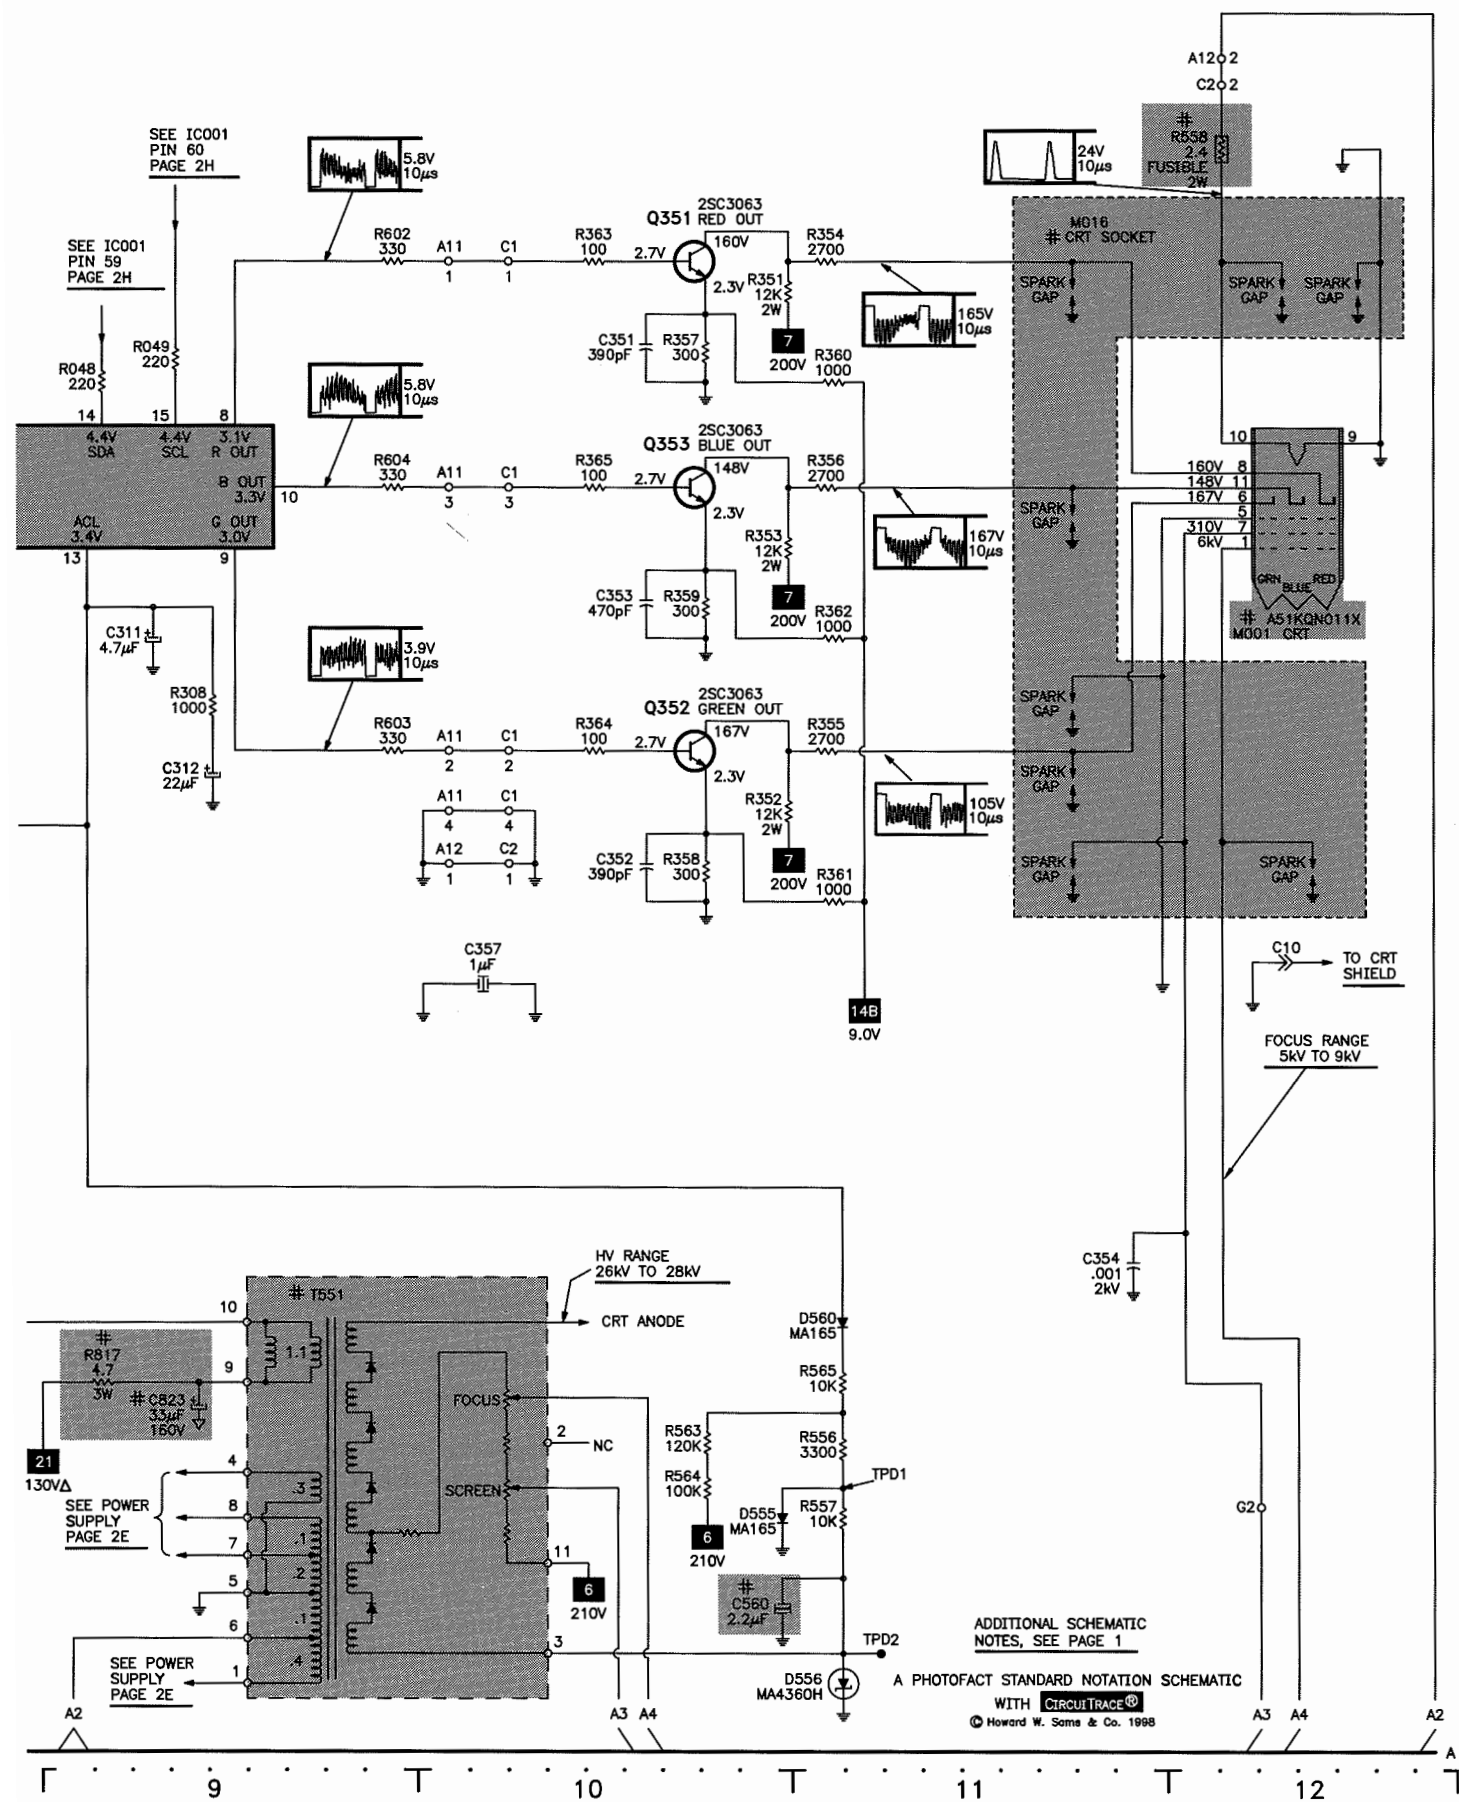 A12 2
C2 2
#
R558
2.4
FUSIBLE
2W
SEE IC001
PIN 60
PAGE 2H
5.8V
10µs
24V
10µs
SEE IC001
PIN 59
PAGE 2H
R602
330
A11
1
C1
1
R363
100
2.7V
Q351
2SC3063
RED OUT
160V
2.3V
R351
12K
2W
7
200V
R354
2700
165V
10µs
M016
# CRT SOCKET
SPARK
GAP
SPARK
GAP
SPARK
GAP
R049
220
R048
220
C351
390pF
R357
300
R360
1000
5.8V
10µs
14
4.4V
SDA
15
4.4V
SCL
8
3.1V
R OUT
B OUT
3.3V
10
ACL
3.4V
13
G OUT
3.0V
9
R604
330
A11
3
C1
3
R365
100
2.7V
Q353
2SC3063
BLUE OUT
148V
2.3V
R353
12K
2W
7
200V
R356
2700
167V
10µs
SPARK
GAP
10
9
160V 8
148V 11
167V 6
5
310V 7
6kV 1
GRN
BLUE
RED
# A51KQN011X
M001 CRT
C353
470pF
R359
300
R362
1000
C311
4.7µF
+
R308
1000
C312
22µF
+
3.9V
10µs
R603
330
A11
2
C1
2
R364
100
2.7V
Q352
2SC3063
GREEN OUT
167V
2.3V
R352
12K
2W
7
200V
R355
2700
105V
10µs
SPARK
GAP
SPARK
GAP
SPARK
GAP
SPARK
GAP
A11
4
C1
4
A12
1
C2
1
C352
390pF
R358
300
R361
1000
C357
1µF
14B
9.0V
C10
TO CRT
SHIELD
FOCUS RANGE
5kV TO 9kV
C354
.001
2kV
HV RANGE
26kV TO 28kV
# T551
CRT ANODE
10
1.1
9
#
R817
4.7
3W
# C823
33µF
160V
+
21
130V∆
4
.3
8
.1
7
.2
5
.1
6
.4
1
SEE POWER
SUPPLY
PAGE 2E
SEE POWER
SUPPLY
PAGE 2E
FOCUS
SCREEN
2
NC
11
6
210V
3
D560
MA165
R565
10K
R563
120K
R564
100K
6
210V
R556
3300
TPD1
D555
MA165
R557
10K
#
C560
2.2µF
TPD2
D556
MA4360H
G2
ADDITIONAL SCHEMATIC
NOTES, SEE PAGE 1
A PHOTOFACT STANDARD NOTATION SCHEMATIC
WITH CIRCUITRACE®
© Howard W. Sams & Co. 1998
A2
A3
A4
A3
A4
A2
A
9
10
11
12